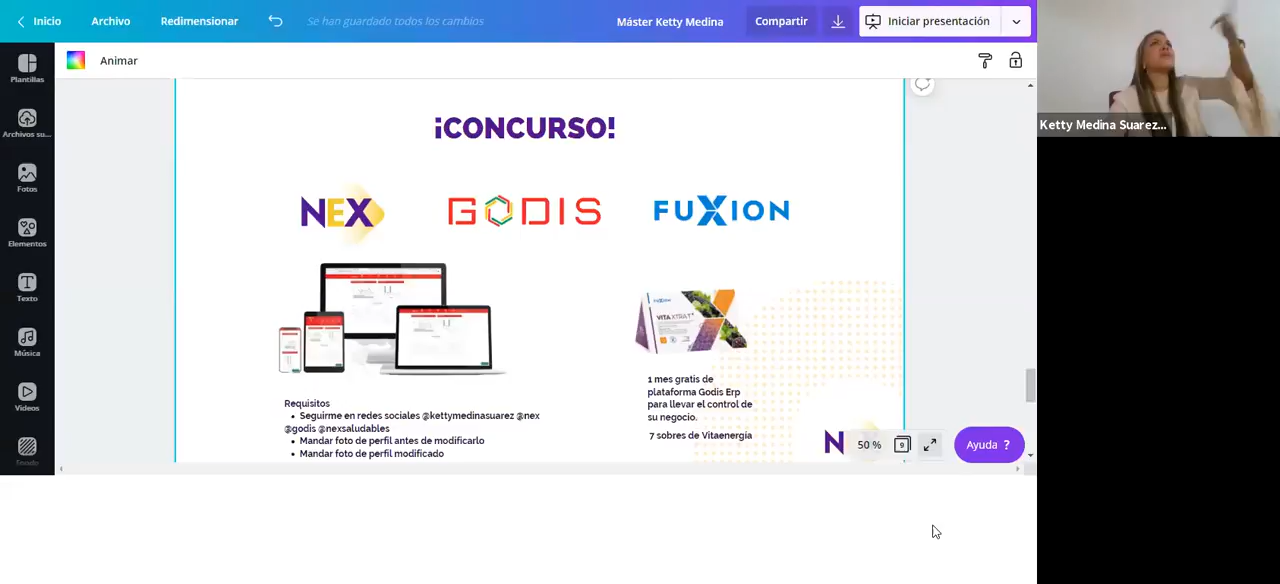 Inicio
Archivo
Redimensionar
Se han guardado todos los cambios
Máster Ketty Medina
Compartir
Iniciar presentación
Plantillas
Animar
Archivos su...
Fotos
Elementos
Texto
Música
Videos
¡CONCURSO!
NEX
GODIS
FUXION
FUXION
VITA XTRA T+
Requisitos
• Seguirme en redes sociales @kettymedinasuarez @nex
@godis @nexsaludables
• Mandar foto de perfil antes de modificarlo
• Mandar foto de perfil modificado
1 mes gratis de
plataforma Godis Erp
para llevar el control de
su negocio.
7 sobres de Vitaenergia
N
50 %
9
Ayuda ?
Ketty Medina Suarez...